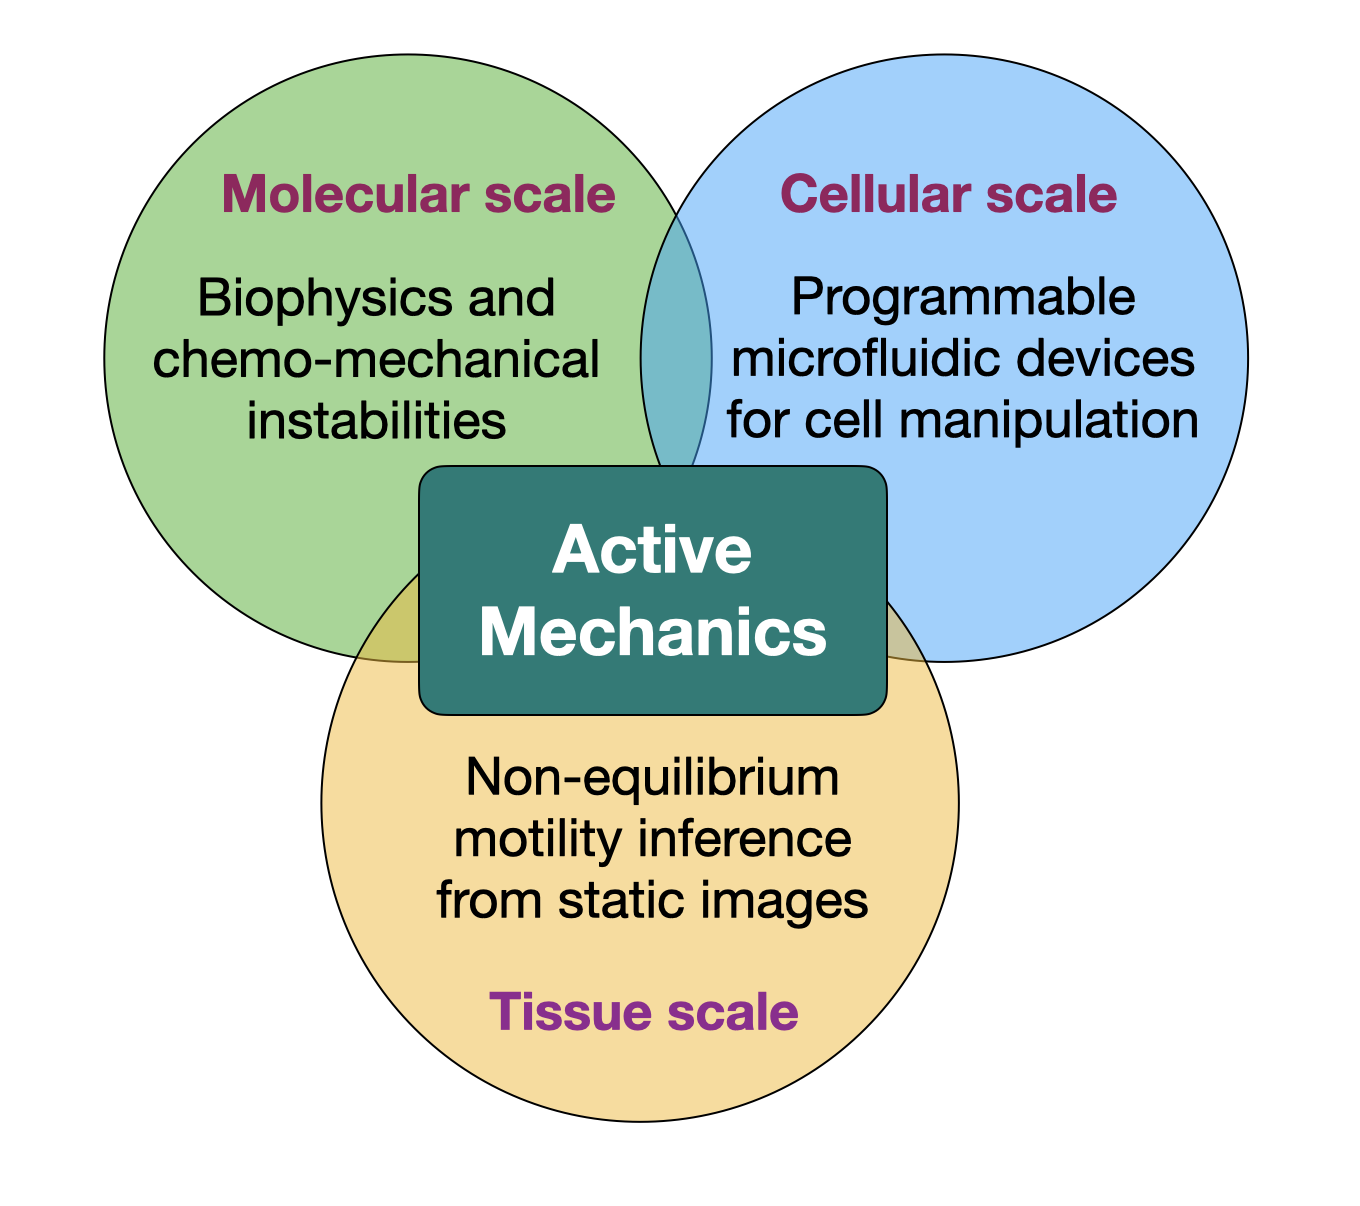 Molecular scale
Biophysics and
chemo-mechanical
instabilities
Cellular scale
Programmable
microfluidic devices
for cell manipulation
Active
Mechanics
Non-equilibrium
motility inference
from static images
Tissue scale